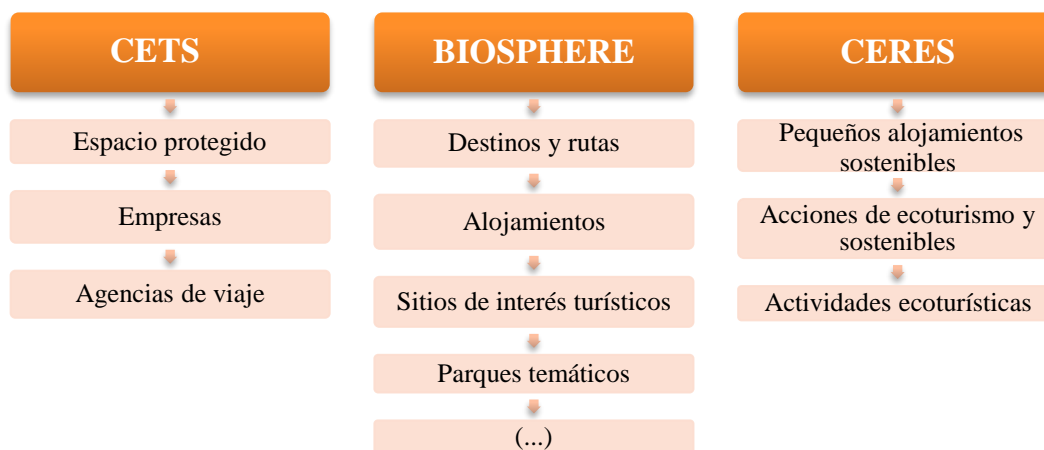 CETS
Espacio protegido
Empresas
Agencias de viaje
BIOSPHERE
Destinos y rutas
Alojamientos
Sitios de interés turísticos
Parques temáticos
(...)
CERES
Pequeños alojamientos
sostenibles
Acciones de ecoturismo y
sostenibles
Actividades ecoturísticas